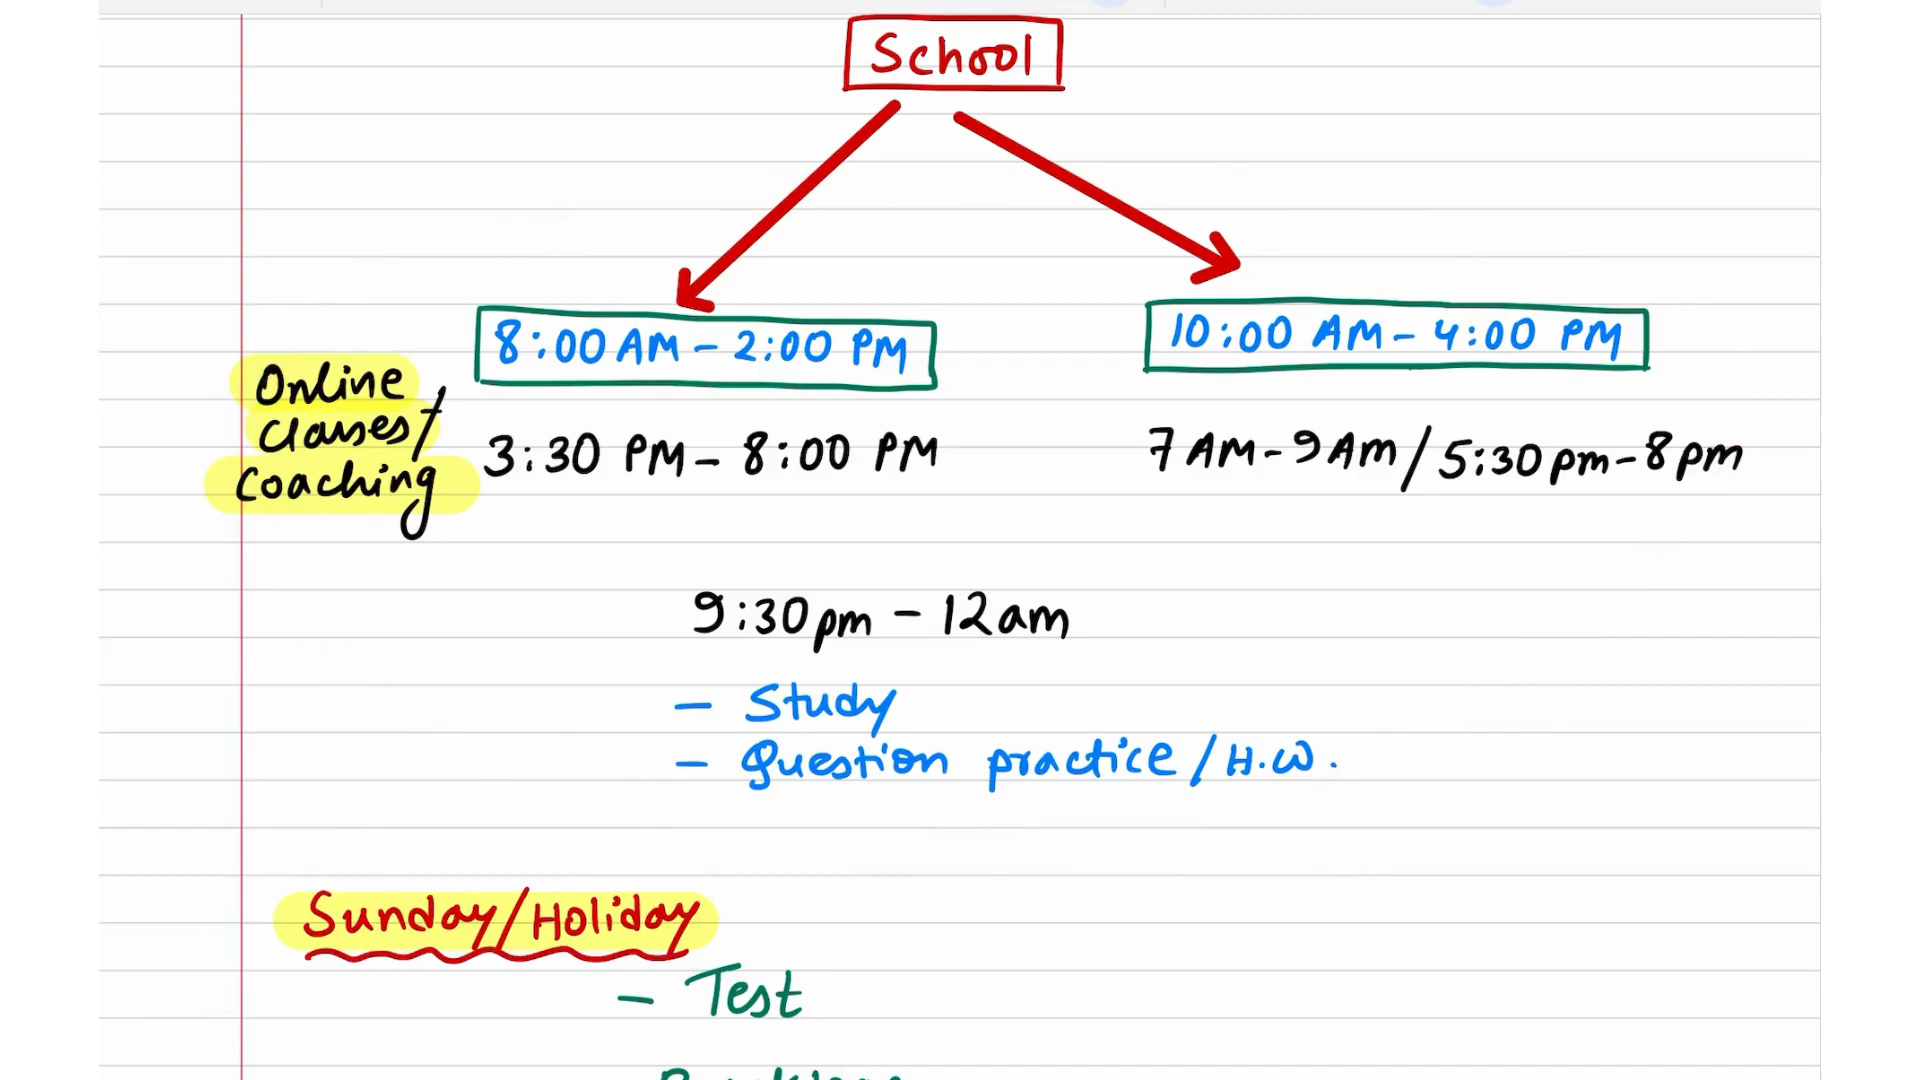 School
8:00 AM - 2:00 PM
10:00 AM - 4:00 PM
Online
Classes/
Coaching
3:30 PM - 8:00 PM
7 AM - 9 Am / 5:30 pm - 8 pm
9:30 pm - 12 am
- Study
- Question practice / H.W.
Sunday/Holiday
- Test